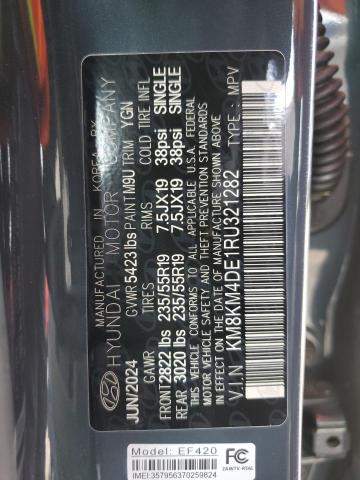 MANUFACTURED IN KOREA BY
HYUNDAI MOTOR COMPANY
JUN/2024 GVWR 5423 lbs PAINT M9U TRIM YGN
GAWR TIRES RIMS COLD TIRE INFL
FRONT 2822 lbs 235/55R19 7.5JX19 38psi SINGLE
REAR 3020 lbs 235/55R19 7.5JX19 38psi SINGLE
THIS VEHICLE CONFORMS TO ALL APPLICABLE U.S.A. FEDERAL
MOTOR VEHICLE SAFETY STANDARDS IN EFFECT ON
THE DATE OF MANUFACTURE SHOWN ABOVE.
V.I.N : KM8KM4DE1RU321282 TYPE : MPV
Model: EF420
IMEI:357956370259824
FC